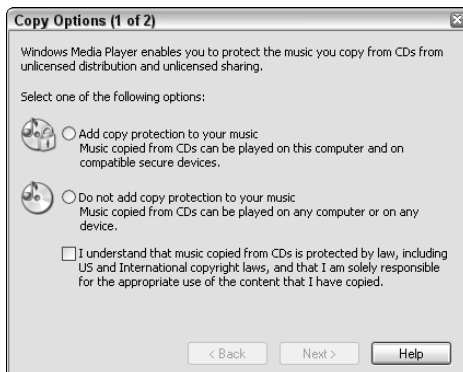 Copy Options (1 of 2)
Windows Media Player enables you to protect the music you copy from CDs from
unlicensed distribution and unlicensed sharing.
Select one of the following options:
Add copy protection to your music
Music copied from CDs can be played on this computer and on
compatible secure devices.
Do not add copy protection to your music
Music copied from CDs can be played on any computer or on any
device.
I understand that music copied from CDs is protected by law, including
US and International copyright laws, and that I am solely responsible
for the appropriate use of the content that I have copied.
< Back Next > Help